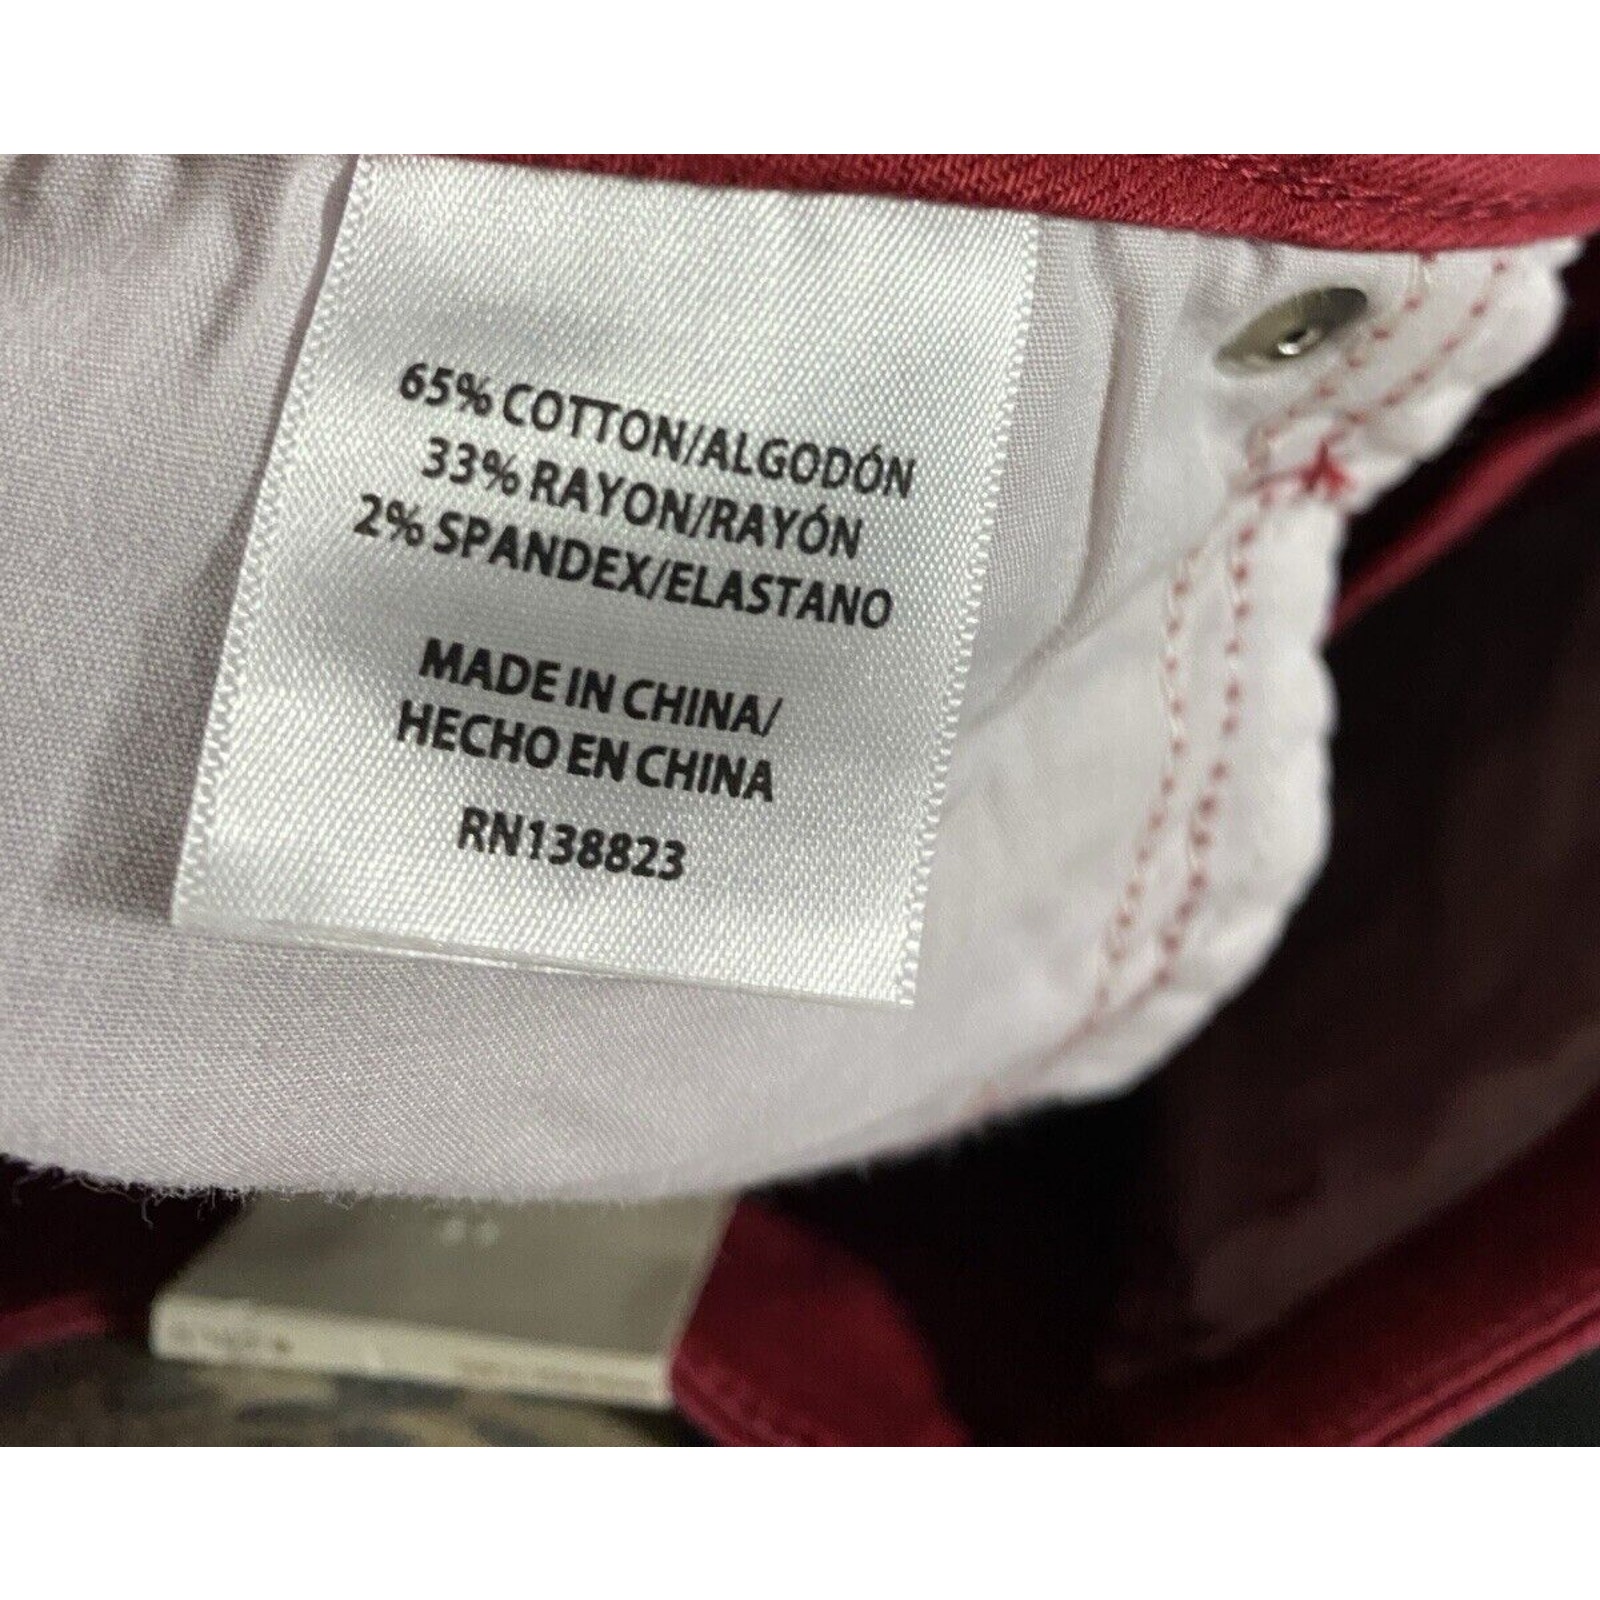 65% COTTON/ALGODÓN
33% RAYON/RAYÓN
2% SPANDEX/ELASTANO
MADE IN CHINA/
HECHO EN CHINA
RN138823